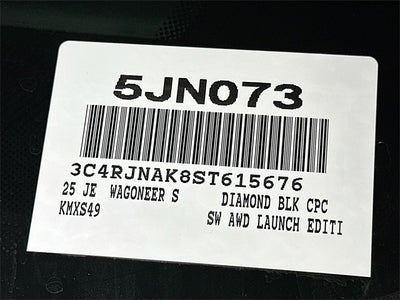 5JN073
3C4RJNAK8ST615676
25 JE WAGONEER S DIAMOND BLK CPC
KMXS49 SW AWD LAUNCH EDITI